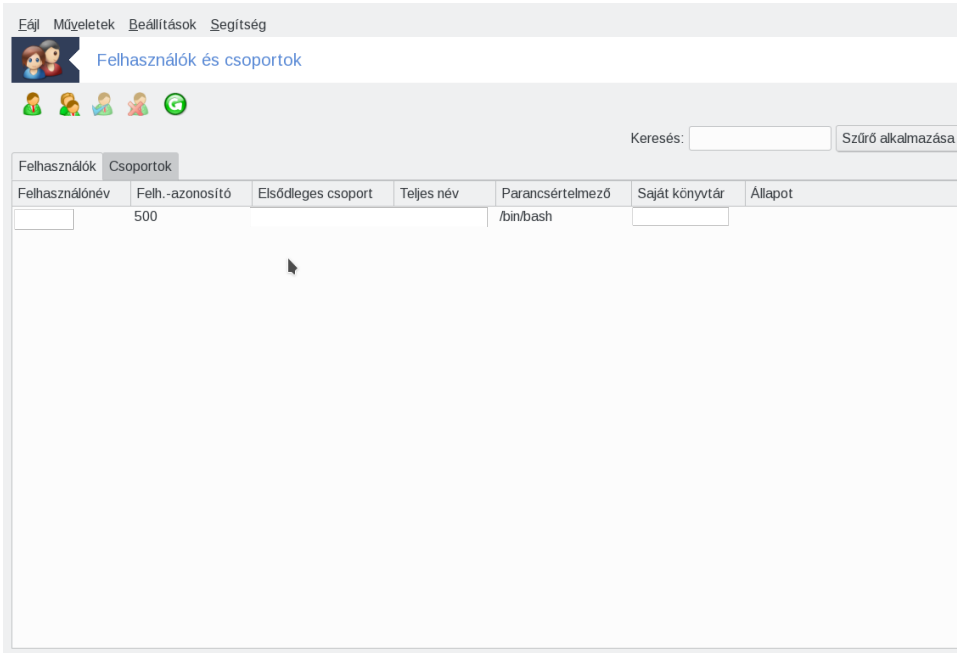 Fájl Műveletek Beállítások Segítség
Felhasználók és csoportok
Keresés: Szűrő alkalmazása
Felhasználók Csoportok
Felhasználónév Felh.-azonosító Elsődleges csoport Teljes név Parancsértelmező Saját könyvtár Állapot
500 /bin/bash